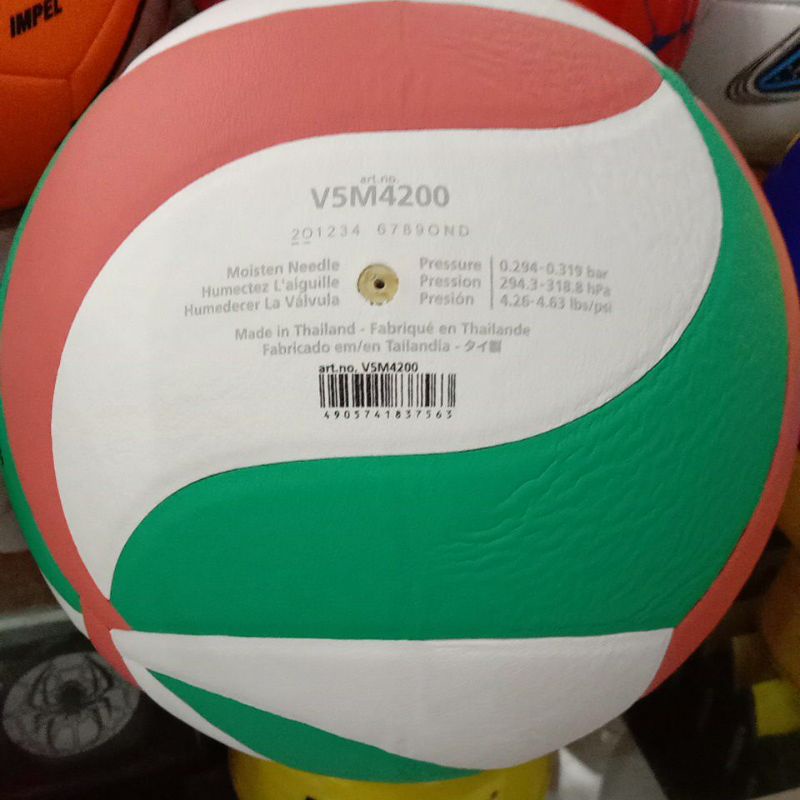 IMPEL
art.no.
V5M4200
201234 6789OND
Moisten Needle
Humectez L'aiguille
Humedecer La Válvula
Pressure 0.294-0.319 bar
Pression 294.3-318.8 hPa
Presión 4.26-4.63 lbs/psi
Made in Thailand - Fabriqué en Thaïlande
Fabricado em/en Tailandia - タイ製
art.no. V5M4200
4905741837563